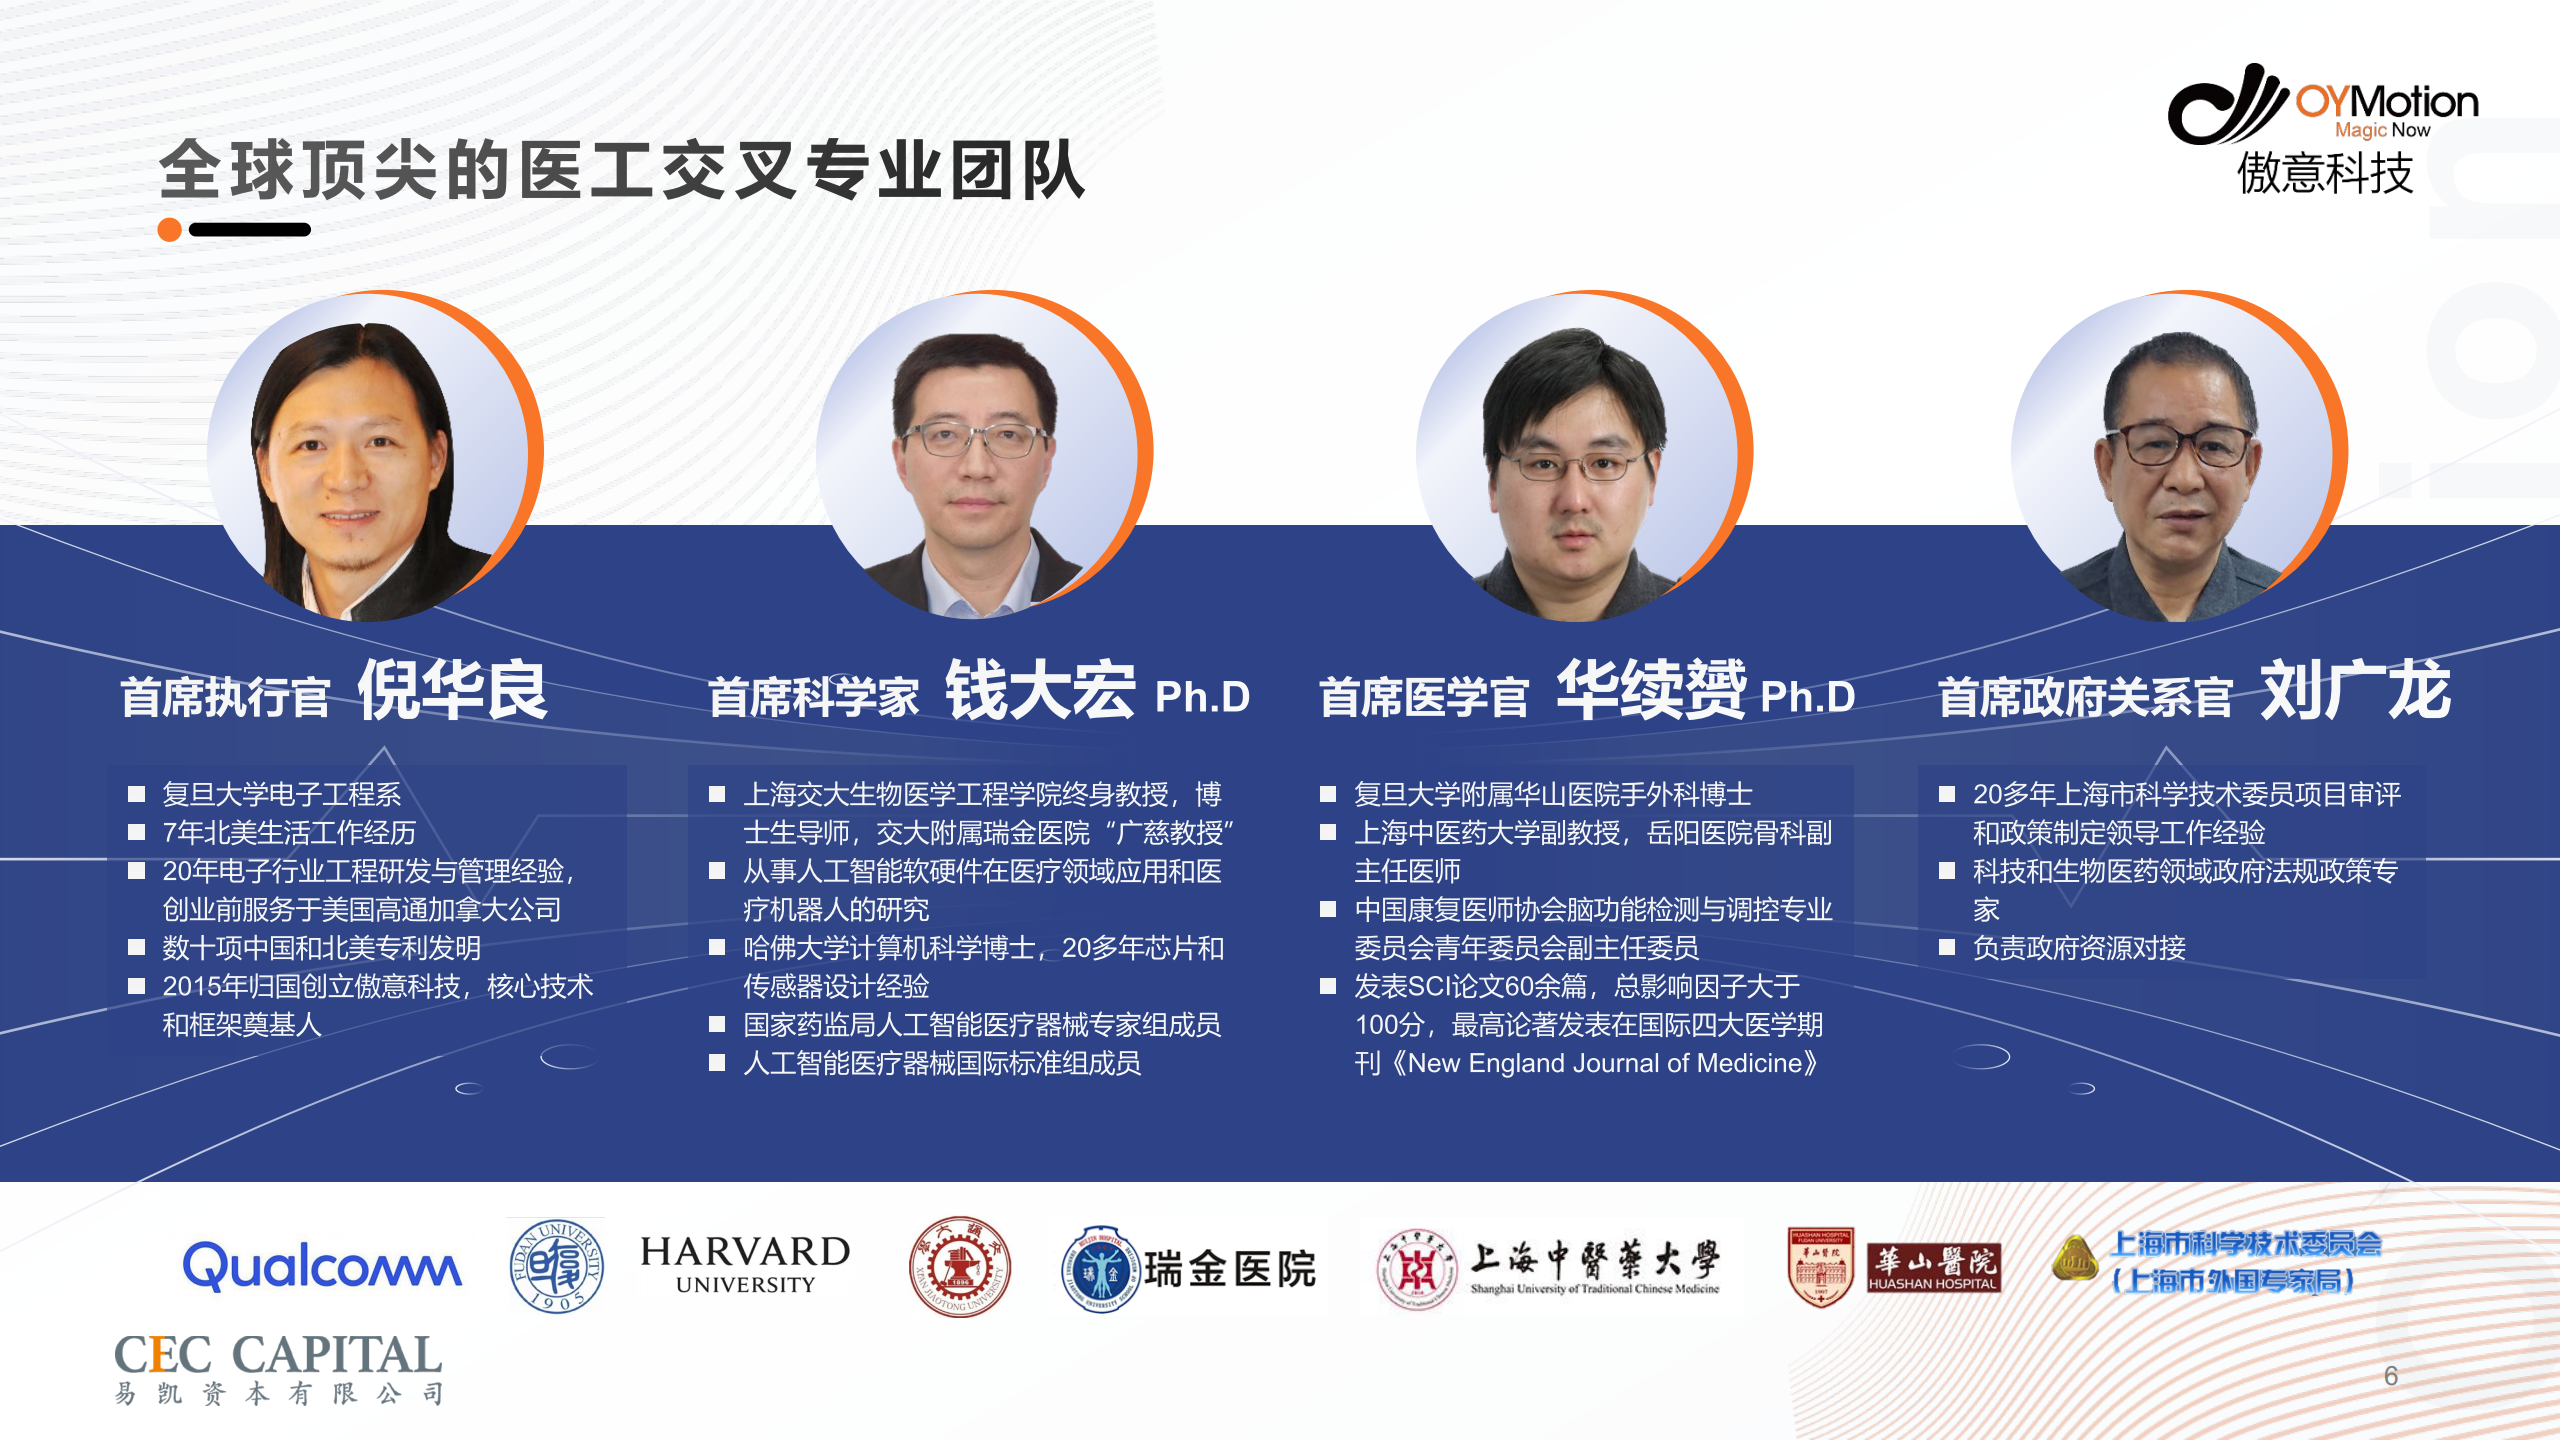 全球顶尖的医工交叉专业团队
OYMotion
Magic Now
傲意科技
首席执行官 倪华良
复旦大学电子工程系
7年北美生活工作经历
20年电子行业工程研发与管理经验，
创业前服务于美国高通加拿大公司
数十项中国和北美专利发明
2015年归国创立傲意科技，核心技术
和框架奠基人
首席科学家 钱大宏 Ph.D
上海交大生物医学工程学院终身教授，博
士生导师，交大附属瑞金医院“广慈教授”
从事人工智能软硬件在医疗领域应用和医
疗机器人的研究
哈佛大学计算机科学博士，20多年芯片和
传感器设计经验
国家药监局人工智能医疗器械专家组成员
人工智能医疗器械国际标准组成员
首席医学官 华续赟 Ph.D
复旦大学附属华山医院手外科博士
上海中医药大学副教授，岳阳医院骨科副
主任医师
中国康复医师协会脑功能检测与调控专业
委员会青年委员会副主任委员
发表SCI论文60余篇，总影响因子大于
100分，最高论著发表在国际四大医学期
刊《New England Journal of Medicine》
首席政府关系官 刘广龙
20多年上海市科学技术委员项目审评
和政策制定领导工作经验
科技和生物医药领域政府法规政策专
家
负责政府资源对接
Qualcomm
FUDAN UNIVERSITY
1905
HARVARD
UNIVERSITY
1896
XI'AN JIAOTONG UNIVERSITY
瑞金
瑞金医院
上海中醫藥大學
Shanghai University of Traditional Chinese Medicine
HUASHAN HOSPITAL
FUDAN UNIVERSITY
華山醫院
1907
華山醫院
HUASHAN HOSPITAL
上海市科学技术委员会
（上海市外国专家局）
CEC CAPITAL
易凯资本有限公司
6